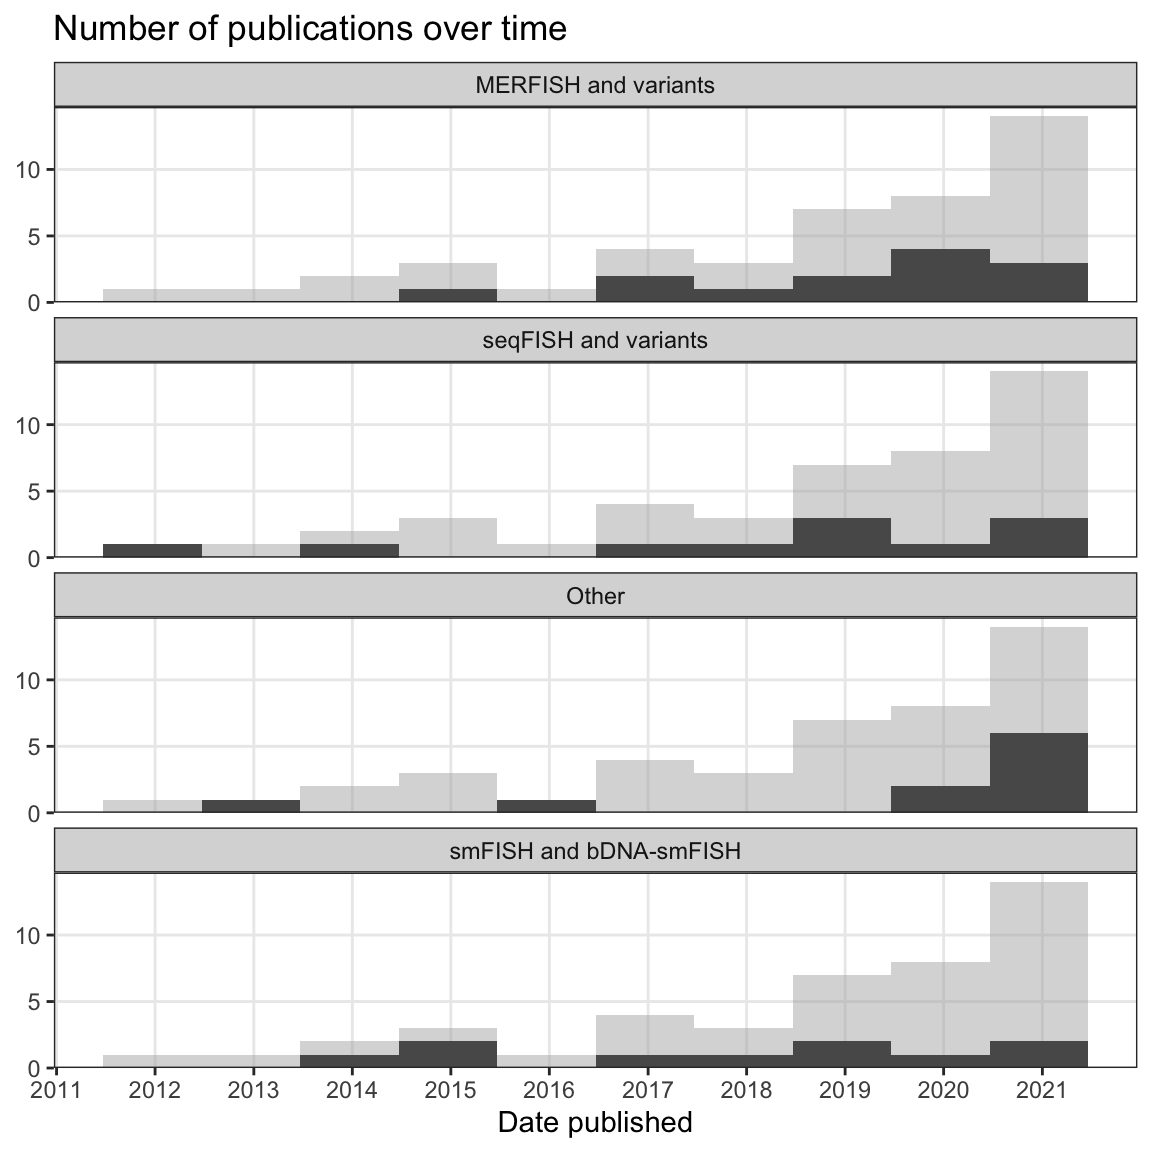 Number of publications over time
MERFISH and variants
10
5
0
seqFISH and variants
10
5
0
Other
10
5
0
smFISH and bDNA-smFISH
10
5
0
2011 2012 2013 2014 2015 2016 2017 2018 2019 2020 2021
Date published